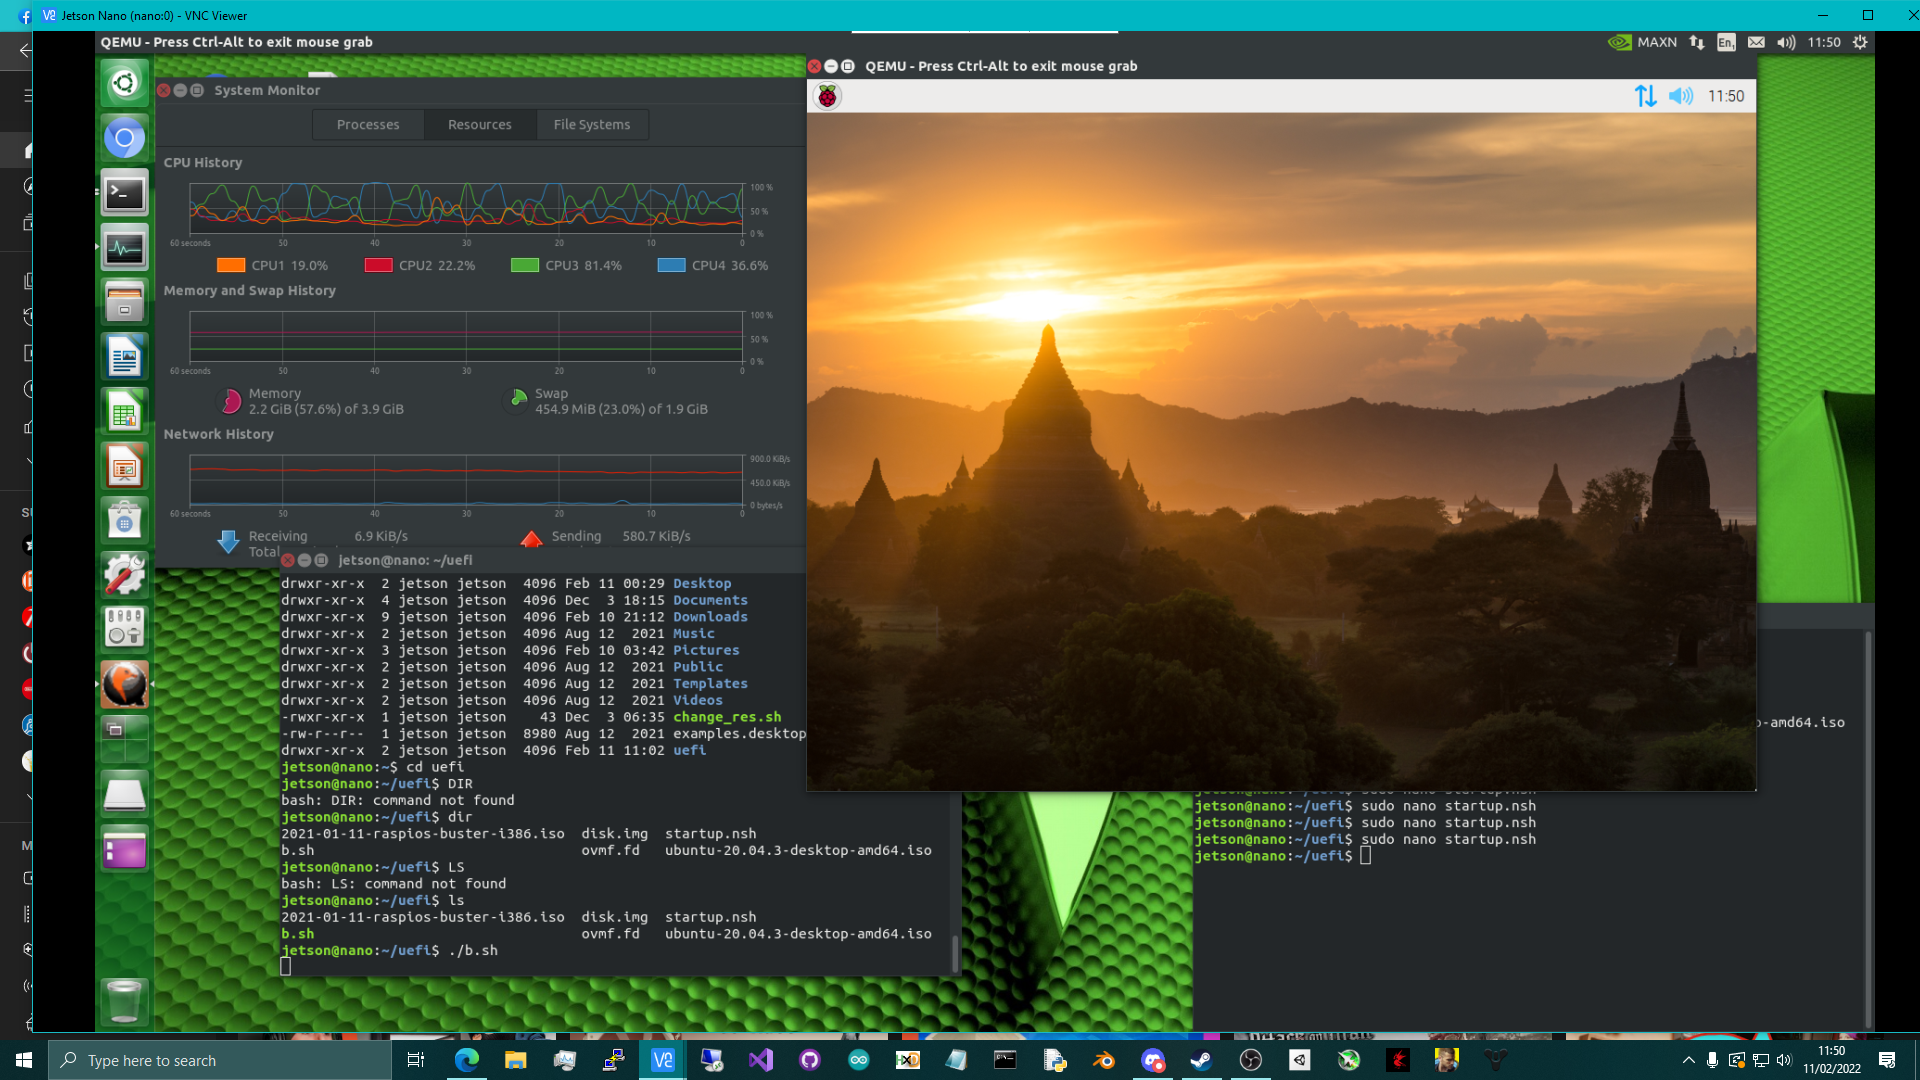 Jetson Nano (nano:0) - VNC Viewer
QEMU - Press Ctrl-Alt to exit mouse grab
MAXN
En1
11:50
System Monitor
Processes
Resources
File Systems
CPU History
100 %
50 %
0 %
60 seconds
50
40
30
20
10
0
CPU1 19.0%
CPU2 22.2%
CPU3 81.4%
CPU4 36.6%
Memory and Swap History
100 %
50 %
0 %
60 seconds
50
40
30
20
10
0
Memory
2.2 GiB (57.6%) of 3.9 GiB
Swap
454.9 MiB (23.0%) of 1.9 GiB
Network History
900.0 KiB/s
450.0 KiB/s
0 bytes/s
60 seconds
50
40
30
20
10
0
Receiving
6.9 KiB/s
Sending
580.7 KiB/s
QEMU - Press Ctrl-Alt to exit mouse grab
11:50
jetson@nano: ~/uefi
drwxr-xr-x  2 jetson jetson  4096 Feb 11 00:29 Desktop
drwxr-xr-x  4 jetson jetson  4096 Dec  3 18:15 Documents
drwxr-xr-x  9 jetson jetson  4096 Feb 10 21:12 Downloads
drwxr-xr-x  2 jetson jetson  4096 Aug 12  2021 Music
drwxr-xr-x  3 jetson jetson  4096 Feb 10 03:42 Pictures
drwxr-xr-x  2 jetson jetson  4096 Aug 12  2021 Public
drwxr-xr-x  2 jetson jetson  4096 Aug 12  2021 Templates
drwxr-xr-x  2 jetson jetson  4096 Aug 12  2021 Videos
-rwxr-xr-x  1 jetson jetson    43 Dec  3 06:35 change_res.sh
-rw-r--r--  1 jetson jetson  8980 Aug 12  2021 examples.desktop
drwxr-xr-x  2 jetson jetson  4096 Feb 11 11:02 uefi
jetson@nano:~$ cd uefi
jetson@nano:~/uefi$ DIR
bash: DIR: command not found
jetson@nano:~/uefi$ dir
2021-01-11-raspios-buster-i386.iso  disk.img  startup.nsh
b.sh  ovmf.fd  ubuntu-20.04.3-desktop-amd64.iso
jetson@nano:~/uefi$ LS
bash: LS: command not found
jetson@nano:~/uefi$ ls
2021-01-11-raspios-buster-i386.iso  disk.img  startup.nsh
b.sh  ovmf.fd  ubuntu-20.04.3-desktop-amd64.iso
jetson@nano:~/uefi$ ./b.sh
-amd64.iso
jetson@nano:~/uefi$ sudo nano startup.nsh
jetson@nano:~/uefi$ sudo nano startup.nsh
jetson@nano:~/uefi$ sudo nano startup.nsh
jetson@nano:~/uefi$ sudo nano startup.nsh
jetson@nano:~/uefi$
Type here to search
11:50
11/02/2022